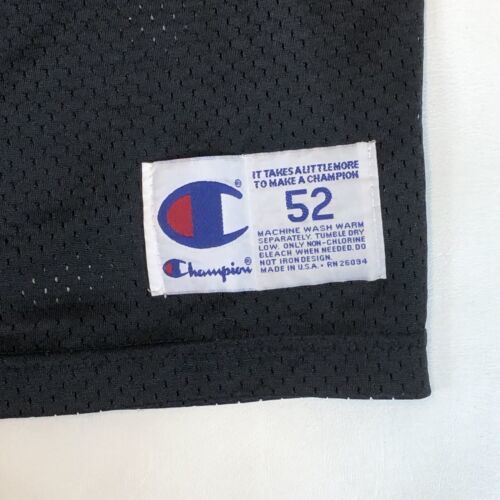 IT TAKES A LITTLE MORE
TO MAKE A CHAMPION
52
MACHINE WASH WARM
SEPARATELY. TUMBLE DRY
LOW. ONLY NON-CHLORINE
BLEACH WHEN NEEDED. DO
NOT IRON DESIGN.
MADE IN U.S.A. • RN 26094
®
Champion®